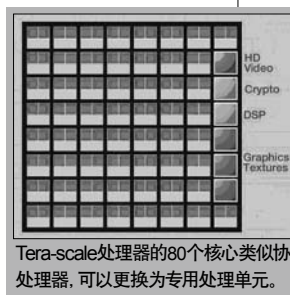 HD
Video
Crypto
DSP
Graphics
Textures
Tera-scale处理器的80个核心类似协
处理器,可以更换为专用处理单元。